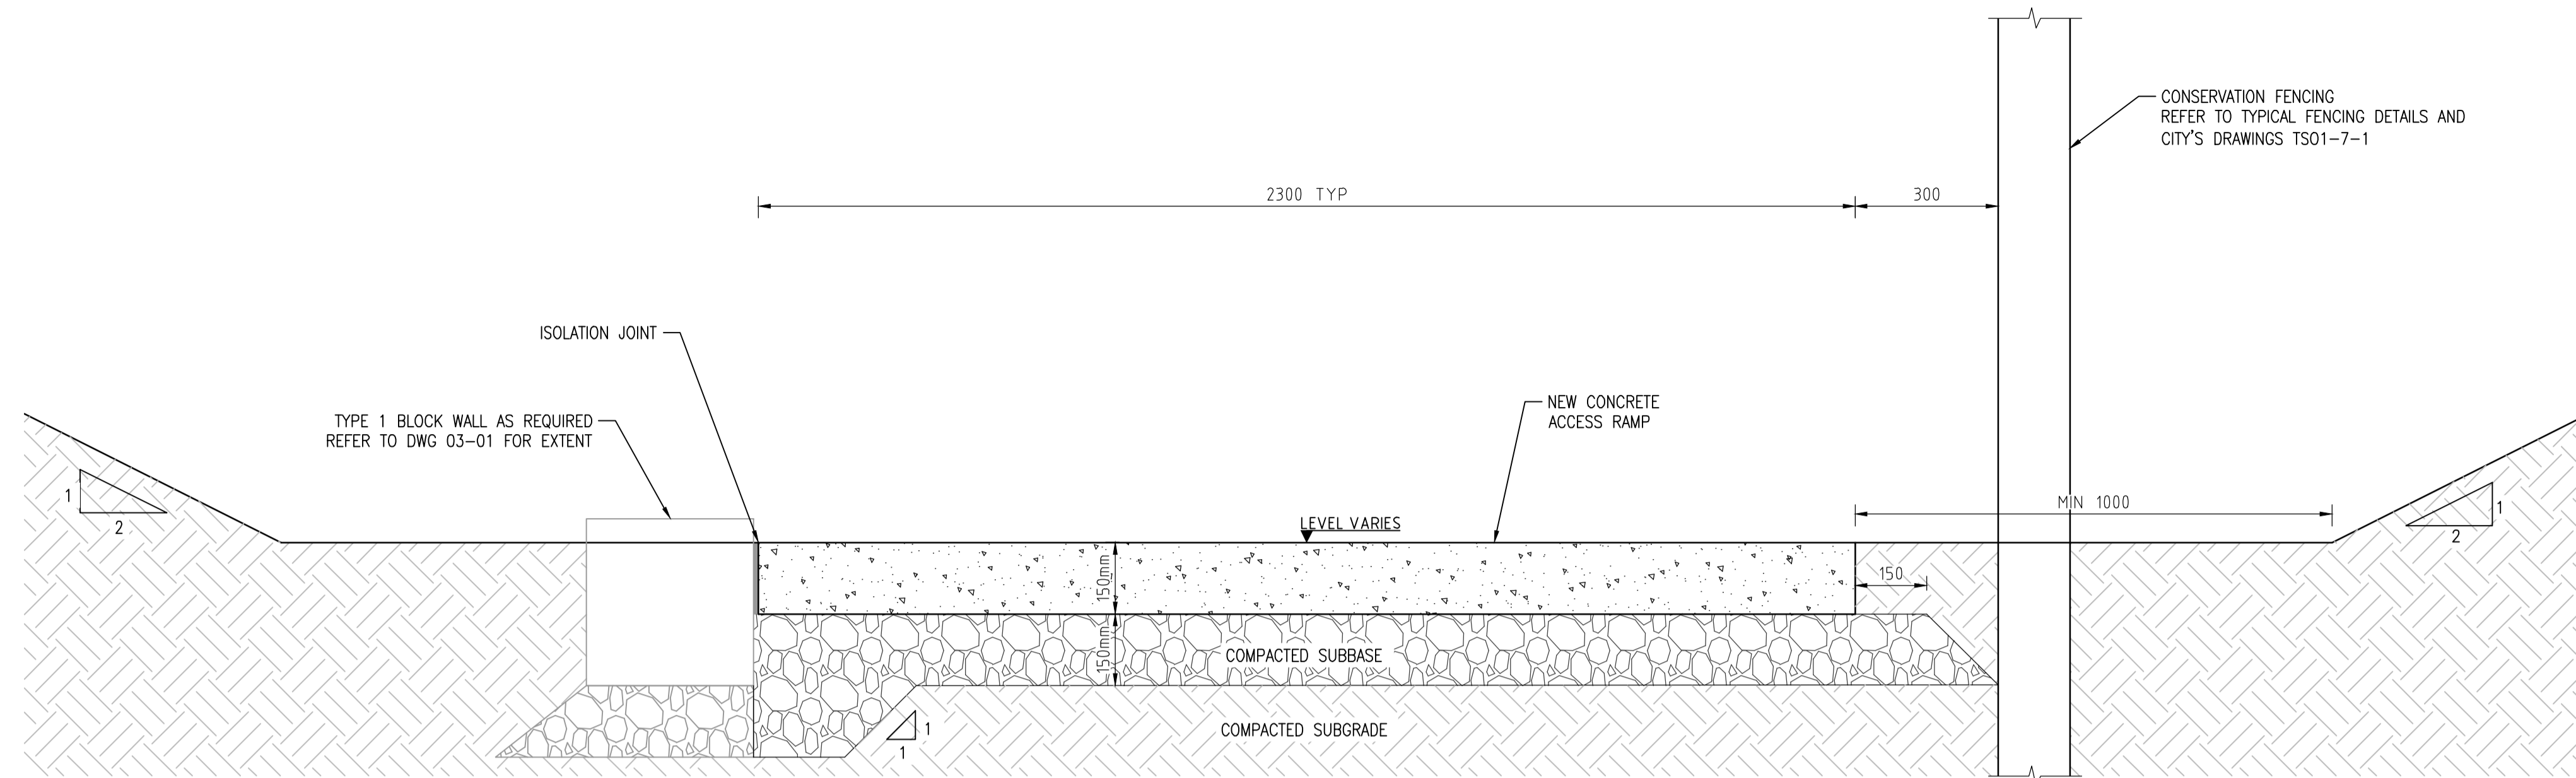 CONSERVATION FENCING
REFER TO TYPICAL FENCING DETAILS AND
CITY'S DRAWINGS TS01-7-1
2300 TYP
300
ISOLATION JOINT
TYPE 1 BLOCK WALL AS REQUIRED
REFER TO DWG 03-01 FOR EXTENT
NEW CONCRETE
ACCESS RAMP
1
2
LEVEL VARIES
MIN 1000
1
2
150mm
150
150mm
COMPACTED SUBBASE
1
1
COMPACTED SUBGRADE